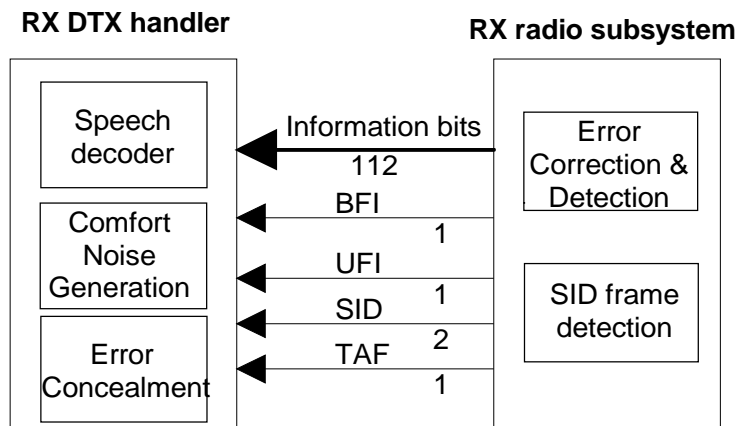 RX DTX handler
RX radio subsystem
Speech
decoder
Comfort
Noise
Generation
Error
Concealment
Information bits
112
BFI
1
UFI
1
SID
2
TAF
1
Error
Correction &
Detection
SID frame
detection